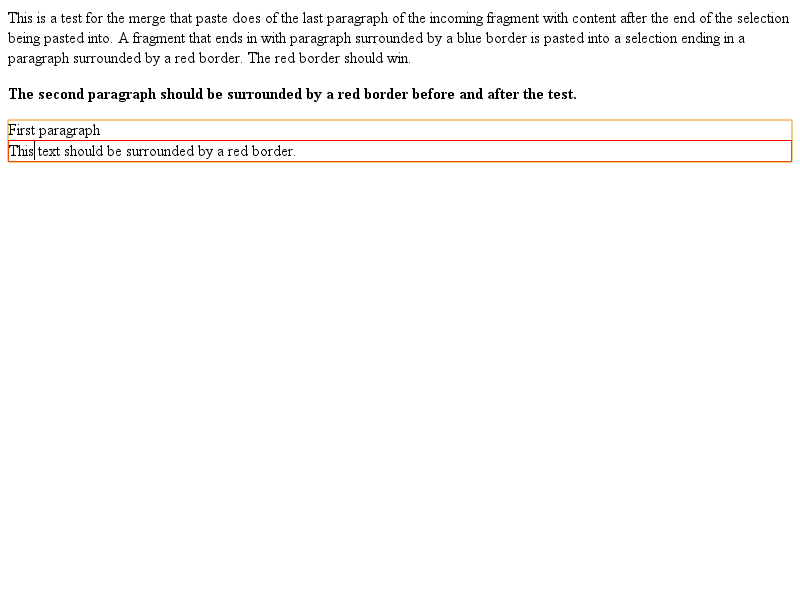 This is a test for the merge that paste does of the last paragraph of the incoming fragment with content after the end of the selection
being pasted into. A fragment that ends in with paragraph surrounded by a blue border is pasted into a selection ending in a
paragraph surrounded by a red border. The red border should win.
The second paragraph should be surrounded by a red border before and after the test.
First paragraph
This text should be surrounded by a red border.